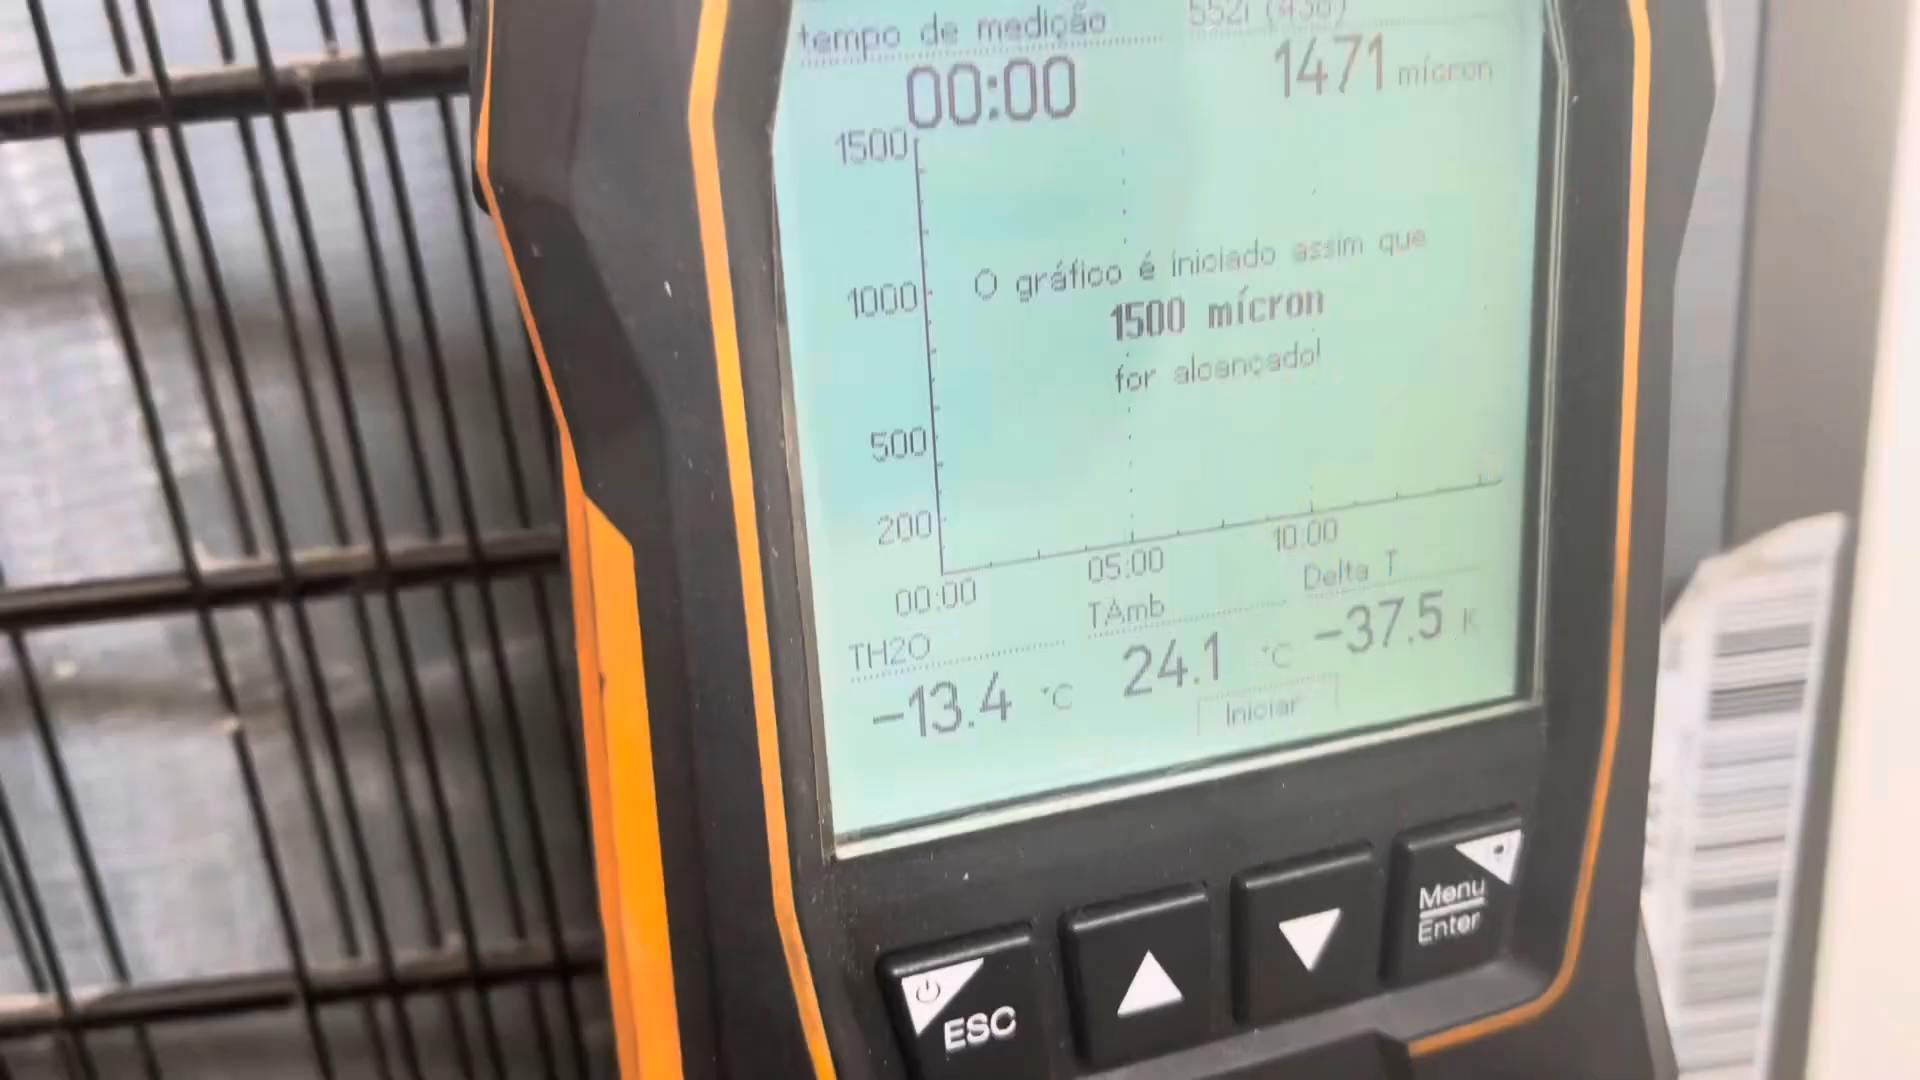 tempo de medição
552i (436)
00:00
1471 mícron
1500
1000
500
200
O gráfico é iniciado assim que
1500 mícron
for alcançado!
00:00
05:00
10:00
TH2O
-13.4 °C
TAmb
24.1 °C
Delta T
-37.5 K
Iniciar
ESC
Menu
Enter